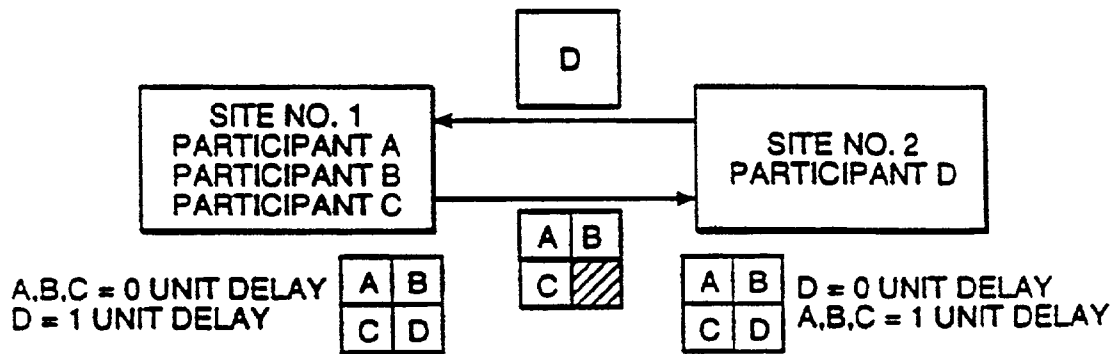 D
SITE NO. 1
PARTICIPANT A
PARTICIPANT B
PARTICIPANT C
SITE NO. 2
PARTICIPANT D
A B
C
A,B,C = 0 UNIT DELAY
D = 1 UNIT DELAY
A B
C D
A B
C D
D = 0 UNIT DELAY
A,B,C = 1 UNIT DELAY